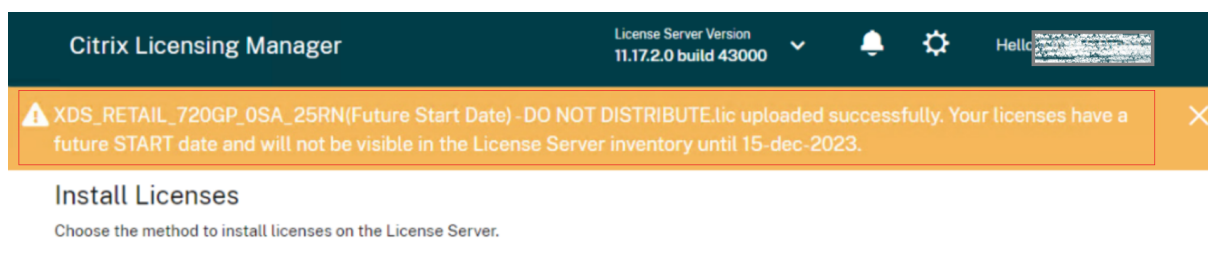 Citrix Licensing Manager
License Server Version
11.17.2.0 build 43000
Hello
XDS_RETAIL_720GP_0SA_25RN(Future Start Date) - DO NOT DISTRIBUTE.lic uploaded successfully. Your licenses have a
future START date and will not be visible in the License Server inventory until 15-dec-2023.
Install Licenses
Choose the method to install licenses on the License Server.